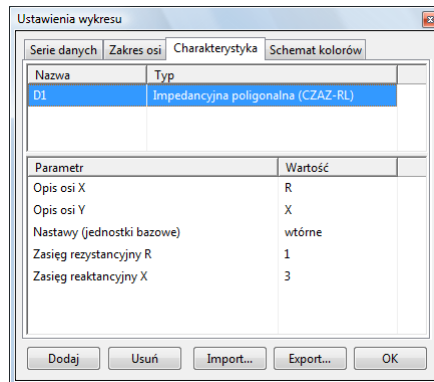 Ustawienia wykresu
Serie danych Zakres osi Charakterystyka Schemat kolorów
Nazwa Typ
D1 Impedancyjna poligonalna (CZAZ-RL)
Parametr Wartość
Opis osi X R
Opis osi Y X
Nastawy (jednostki bazowe) wtórne
Zasięg rezystancyjny R 1
Zasięg reaktancyjny X 3
Dodaj Usuń Import... Export... OK